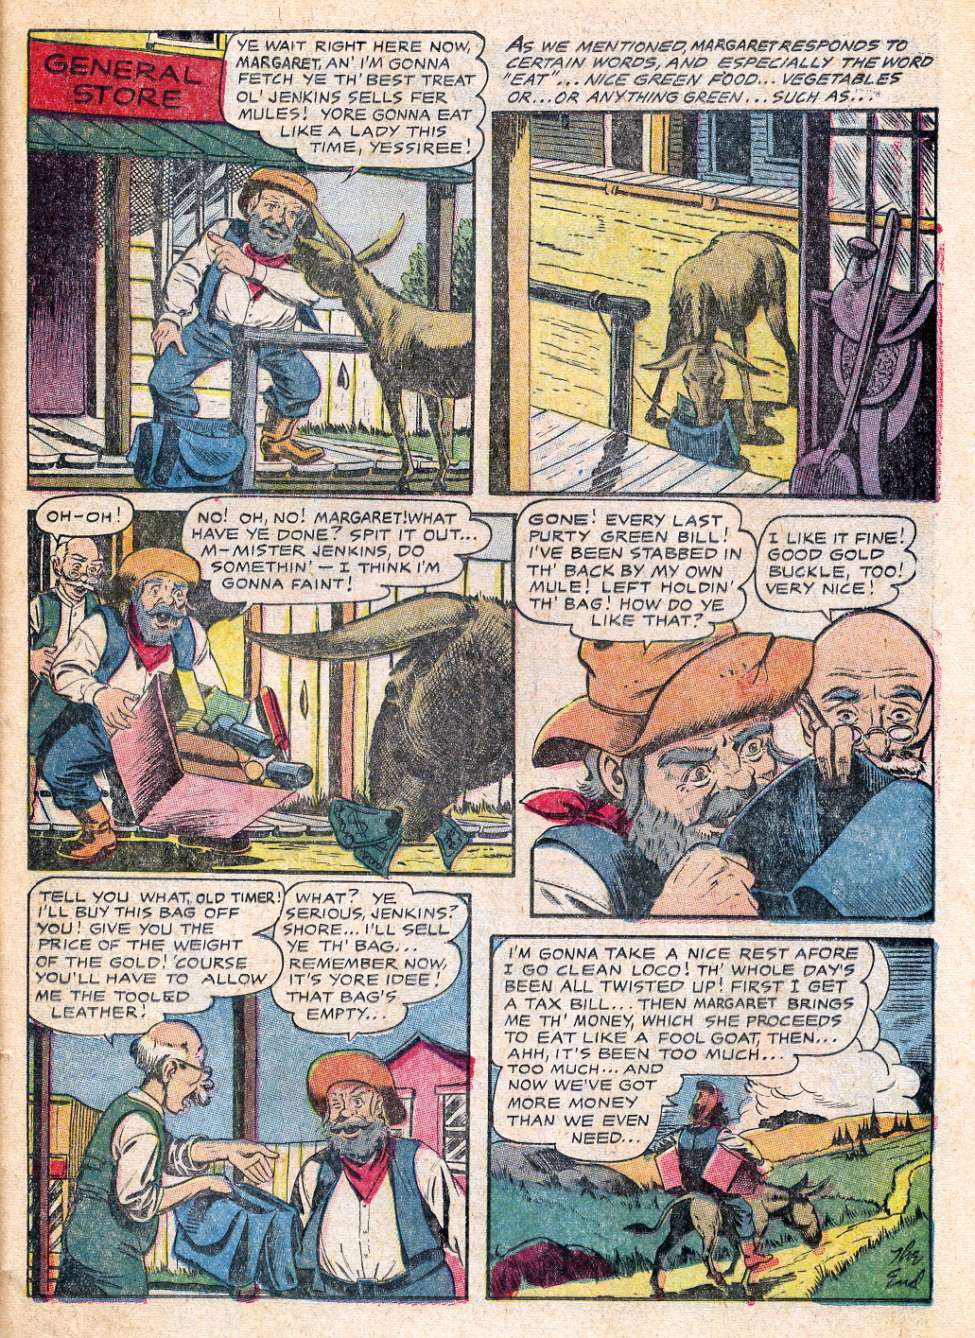 GENERAL
STORE
YE WAIT RIGHT HERE NOW,
MARGARET, AN' I'M GONNA
FETCH YE TH' BEST TREAT
OL' JENKINS SELLS FER
MULES! YORE GONNA EAT
LIKE A LADY THIS
TIME, YESSIREE!
AS WE MENTIONED, MARGARET RESPONDS TO
CERTAIN WORDS, AND ESPECIALLY THE WORD
"EAT"... NICE GREEN FOOD... VEGETABLES
OR... OR ANYTHING GREEN... SUCH AS...
OH-OH!
NO! OH, NO! MARGARET! WHAT
HAVE YE DONE? SPIT IT OUT...
M-MISTER JENKINS, DO
SOMETHIN' - I THINK I'M
GONNA FAINT!
$
GONE! EVERY LAST
PURTY GREEN BILL!
I'VE BEEN STABBED IN
TH' BACK BY MY OWN
MULE! LEFT HOLDIN'
TH' BAG! HOW DO YE
LIKE THAT?
I LIKE IT FINE!
GOOD GOLD
BUCKLE, TOO!
VERY NICE!
TELL YOU WHAT, OLD TIMER!
I'LL BUY THIS BAG OFF
YOU! GIVE YOU THE
PRICE OF THE WEIGHT
OF THE GOLD! 'COURSE
YOU'LL HAVE TO ALLOW
ME THE TOOLED
LEATHER!
WHAT? YE
SERIOUS, JENKINS?
SHORE... I'LL SELL
YE TH' BAG...
REMEMBER NOW,
IT'S YORE IDEE!
THAT BAG'S
EMPTY...
I'M GONNA TAKE A NICE REST AFORE
I GO CLEAN LOCO! TH' WHOLE DAY'S
BEEN ALL TWISTED UP! FIRST I GET
A TAX BILL... THEN MARGARET BRINGS
ME TH' MONEY, WHICH SHE PROCEEDS
TO EAT LIKE A FOOL GOAT, THEN...
AHH, IT'S BEEN TOO MUCH...
TOO MUCH... AND
NOW WE'VE GOT
MORE MONEY
THAN WE EVEN
NEED...
The
End